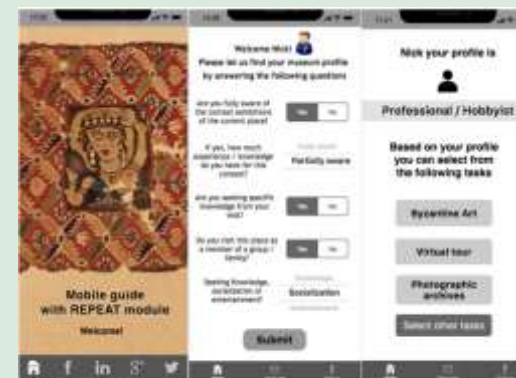 Mobile guide
with REPEAT module
Welcome!
f in g+
Welcome Nick!
Please let us find your museum profile
by answering the following questions
Are you fully aware of
the context exhibitions
of the current place?
Yes No
If yes, how much
experience / knowledge
do you have for this
context?
Partially aware
Are you seeking specific
knowledge from your
visit?
Yes No
Do you visit this place as
a member of a group /
family?
Yes No
Seeking Knowledge,
socialization or
entertainment?
Socialization
Submit
Nick your profile is
Professional / Hobbyist
Based on your profile
you can select from
the following tasks
Byzantine Art
Virtual tour
Photographic
archives
Select other tasks